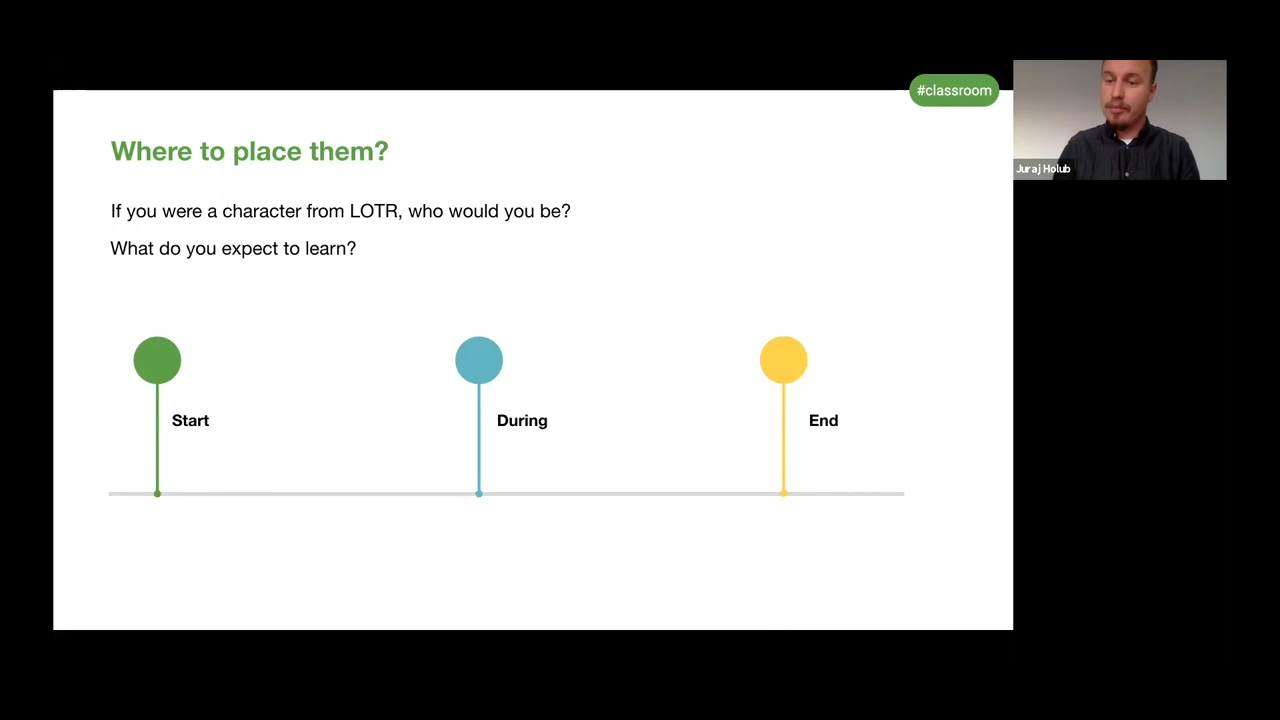 #classroom
Where to place them?
If you were a character from LOTR, who would you be?
What do you expect to learn?
Start
During
End
Juraj Holub